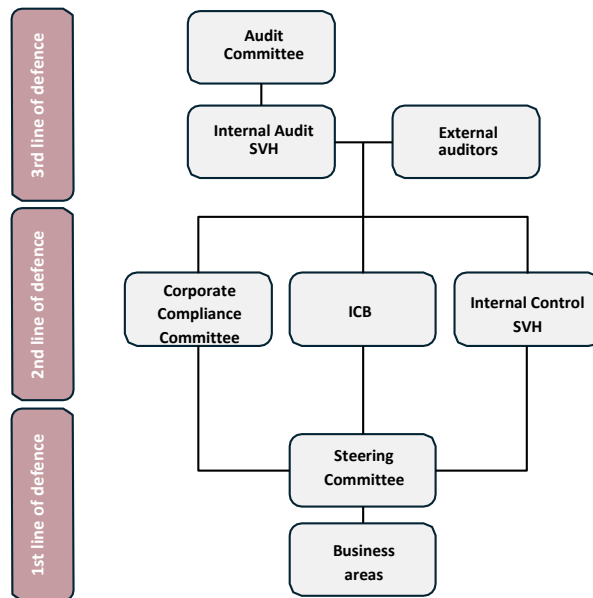 3rd line of defence
Audit
Committee
Internal Audit
SVH
External
auditors
2nd line of defence
Corporate
Compliance
Committee
ICB
Internal Control
SVH
1st line of defence
Steering
Committee
Business
areas